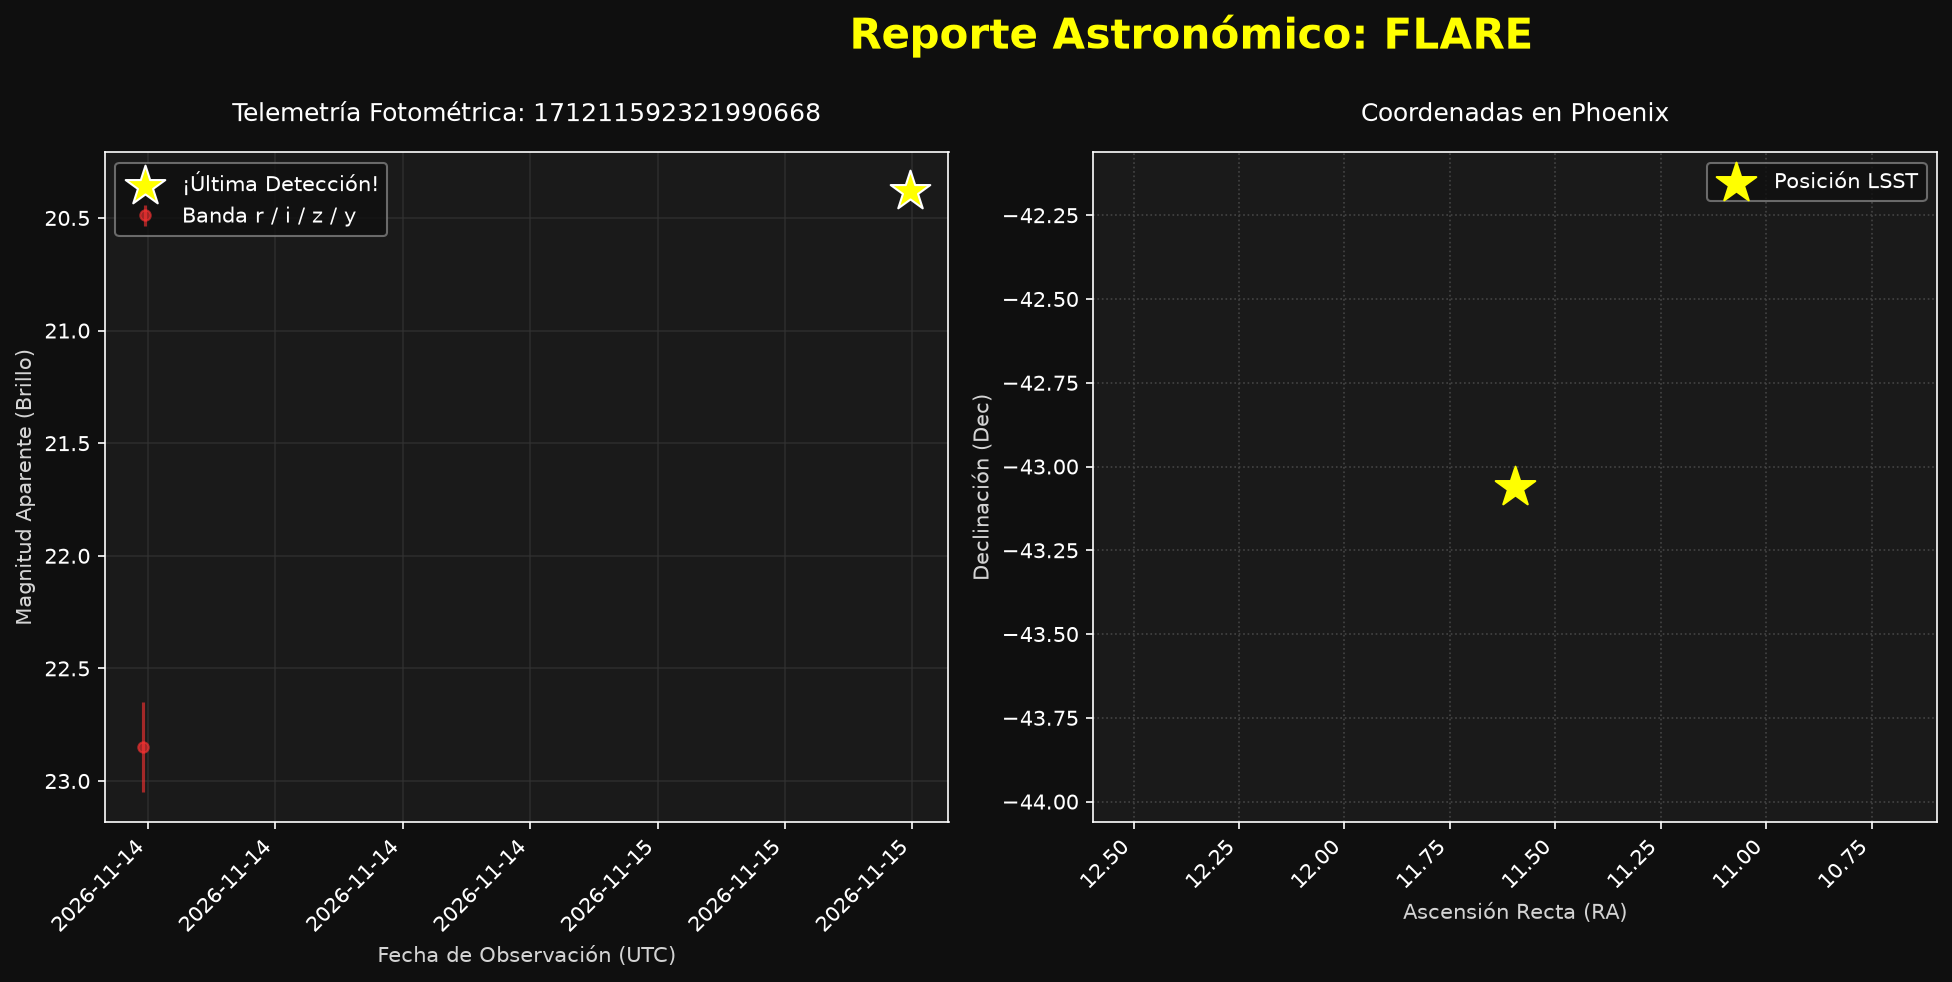 Reporte Astronómico: FLARE
Telemetría Fotométrica: 171211592321990668
¡Última Detección!
Banda r / i / z / y
Magnitud Aparente (Brillo)
20.5
21.0
21.5
22.0
22.5
23.0
2026-11-14
2026-11-14
2026-11-14
2026-11-14
2026-11-15
2026-11-15
2026-11-15
Fecha de Observación (UTC)
Coordenadas en Phoenix
Posición LSST
Declinación (Dec)
−42.25
−42.50
−42.75
−43.00
−43.25
−43.50
−43.75
−44.00
12.50
12.25
12.00
11.75
11.50
11.25
11.00
10.75
Ascensión Recta (RA)